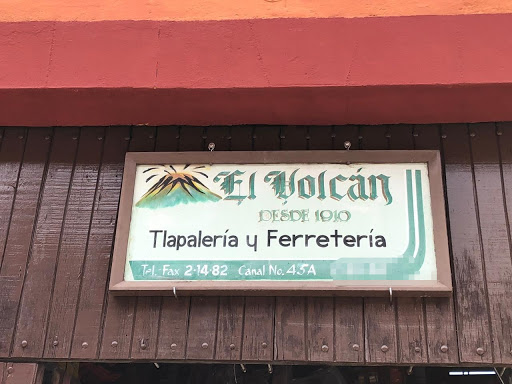 El Volcán
DESDE 1910
Tlapalería y Ferretería
Tel. Fax 2-14-82 Canal No. 45A